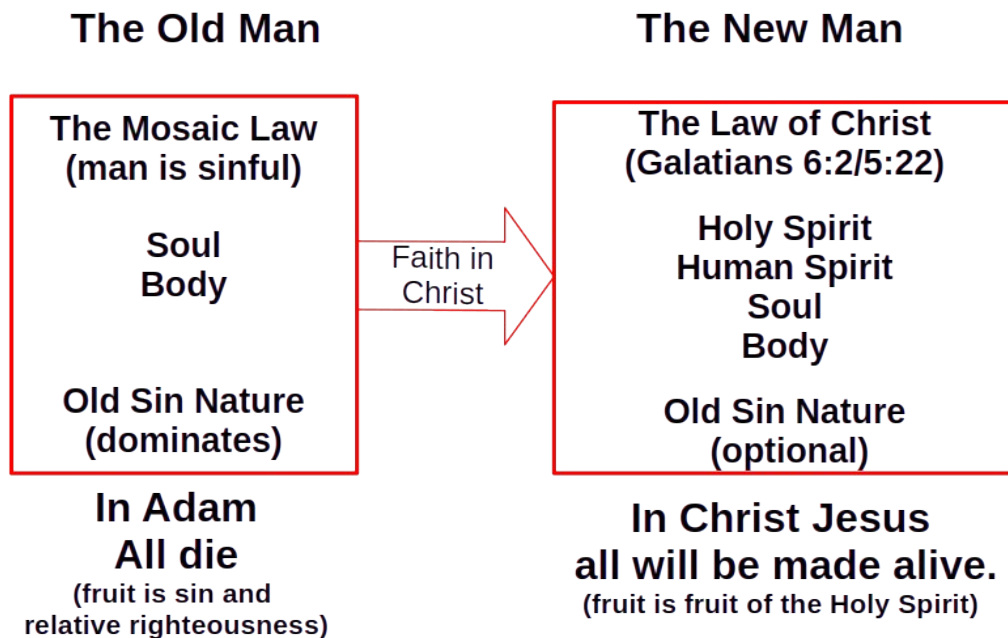 The Old Man
The Mosaic Law
(man is sinful)
Soul
Body
Old Sin Nature
(dominates)
In Adam
All die
(fruit is sin and
relative righteousness)
Faith in
Christ
The New Man
The Law of Christ
(Galatians 6:2/5:22)
Holy Spirit
Human Spirit
Soul
Body
Old Sin Nature
(optional)
In Christ Jesus
all will be made alive.
(fruit is fruit of the Holy Spirit)